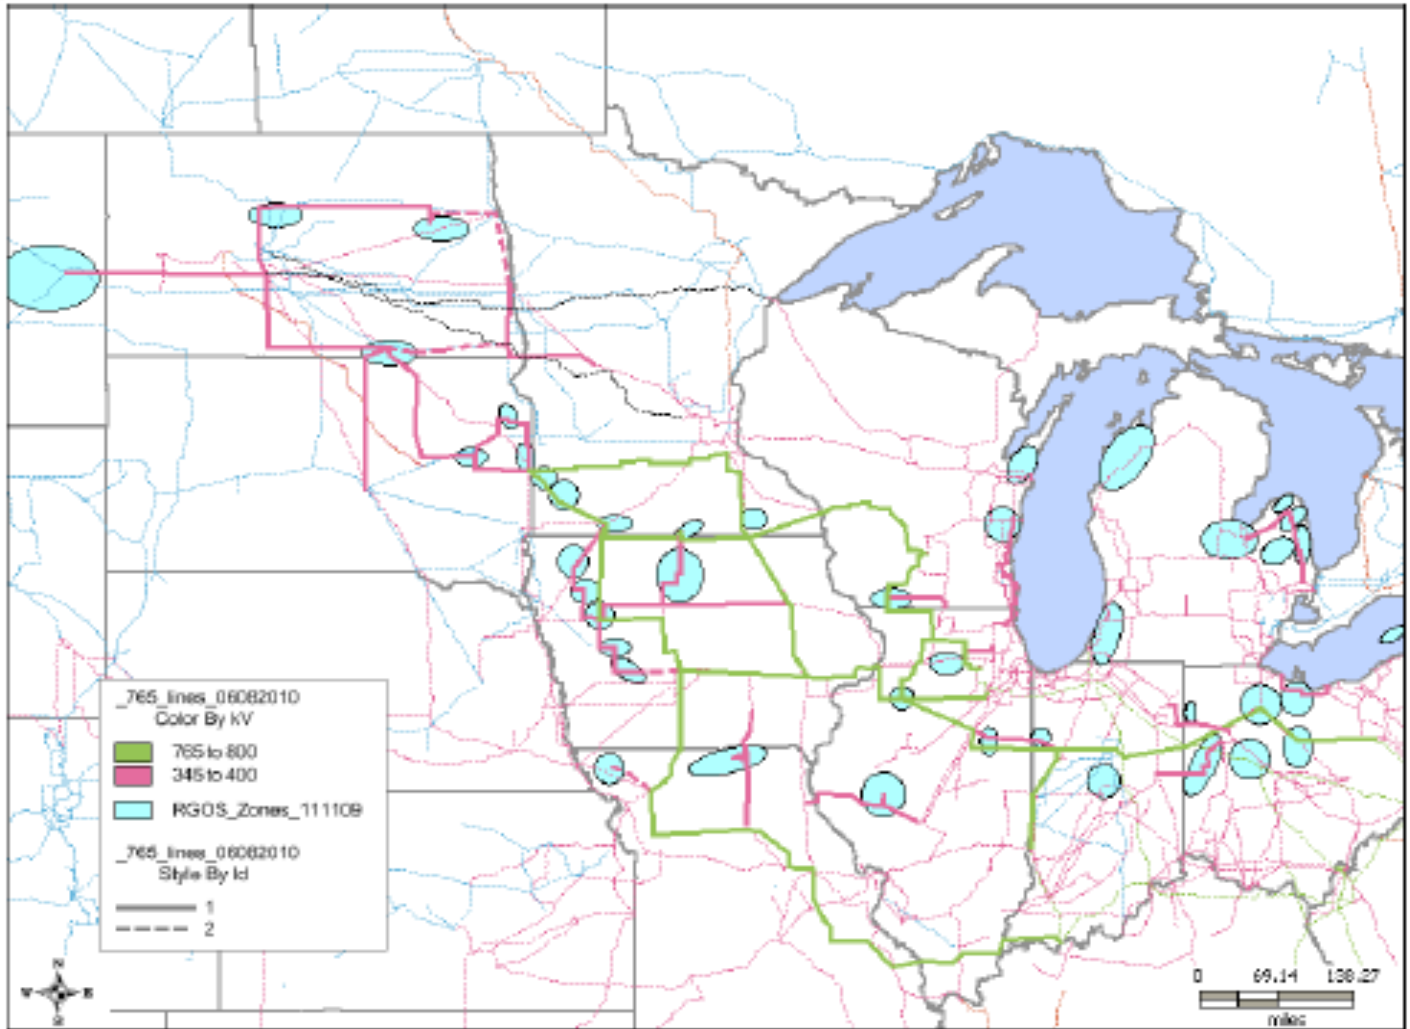 _765_lines_06082010
Color By kV
765 to 800
345 to 400
RGOS_Zones_111109
_765_lines_06082010
Style By Id
1
2
N
W E
S
0 69.14 138.27
miles